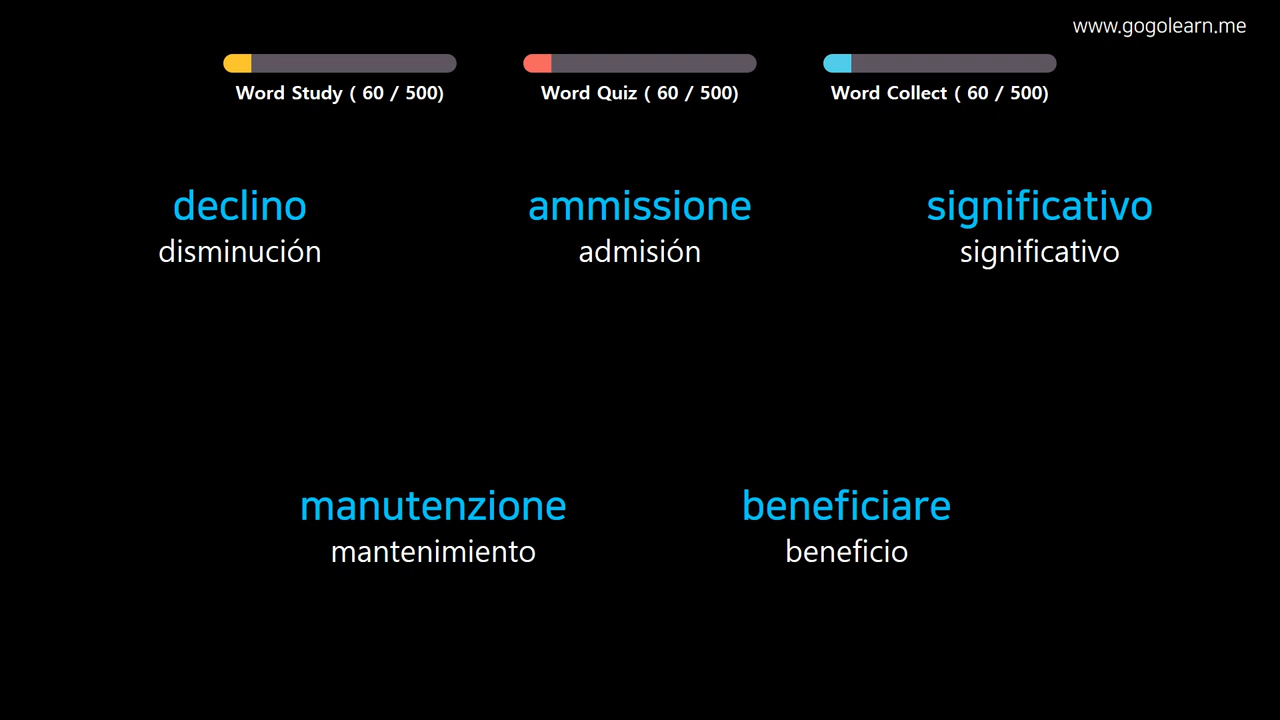 www.gogolearn.me
Word Study ( 60 / 500)
Word Quiz ( 60 / 500)
Word Collect ( 60 / 500)
declino
disminución
ammissione
admisión
significativo
significativo
manutenzione
mantenimiento
beneficiare
beneficio